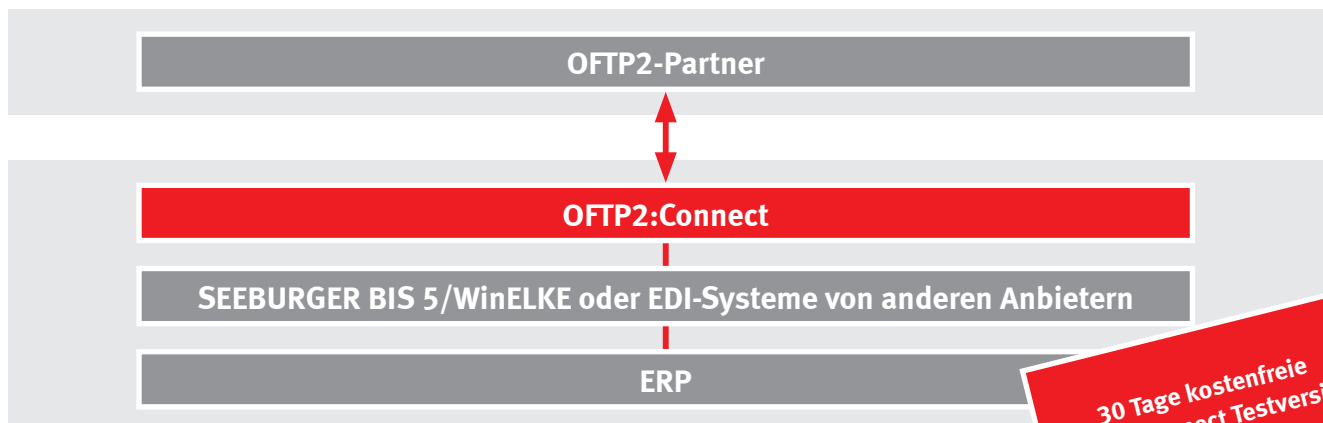 OFTP2-Partner
OFTP2:Connect
SEEBURGER BIS 5/WinELKE oder EDI-Systeme von anderen Anbietern
ERP
30 Tage kostenfreie